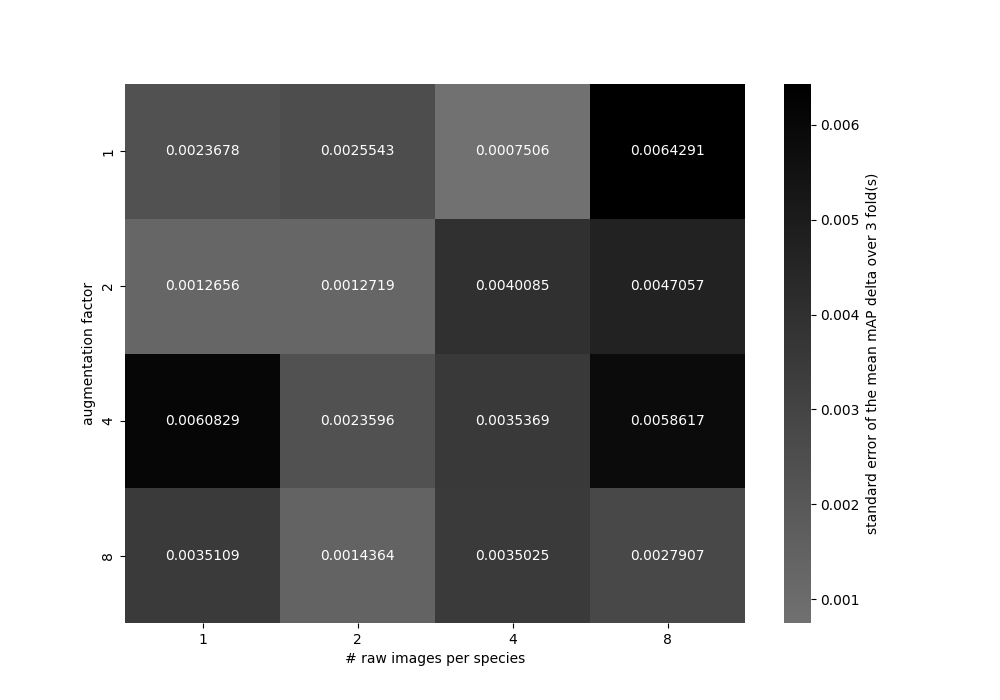 1 0.0023678 0.0025543 0.0007506 0.0064291
2 0.0012656 0.0012719 0.0040085 0.0047057
4 0.0060829 0.0023596 0.0035369 0.0058617
8 0.0035109 0.0014364 0.0035025 0.0027907
augmentation factor
1 2 4 8
# raw images per species
0.006
0.005
0.004
0.003
0.002
0.001
standard error of the mean mAP delta over 3 fold(s)